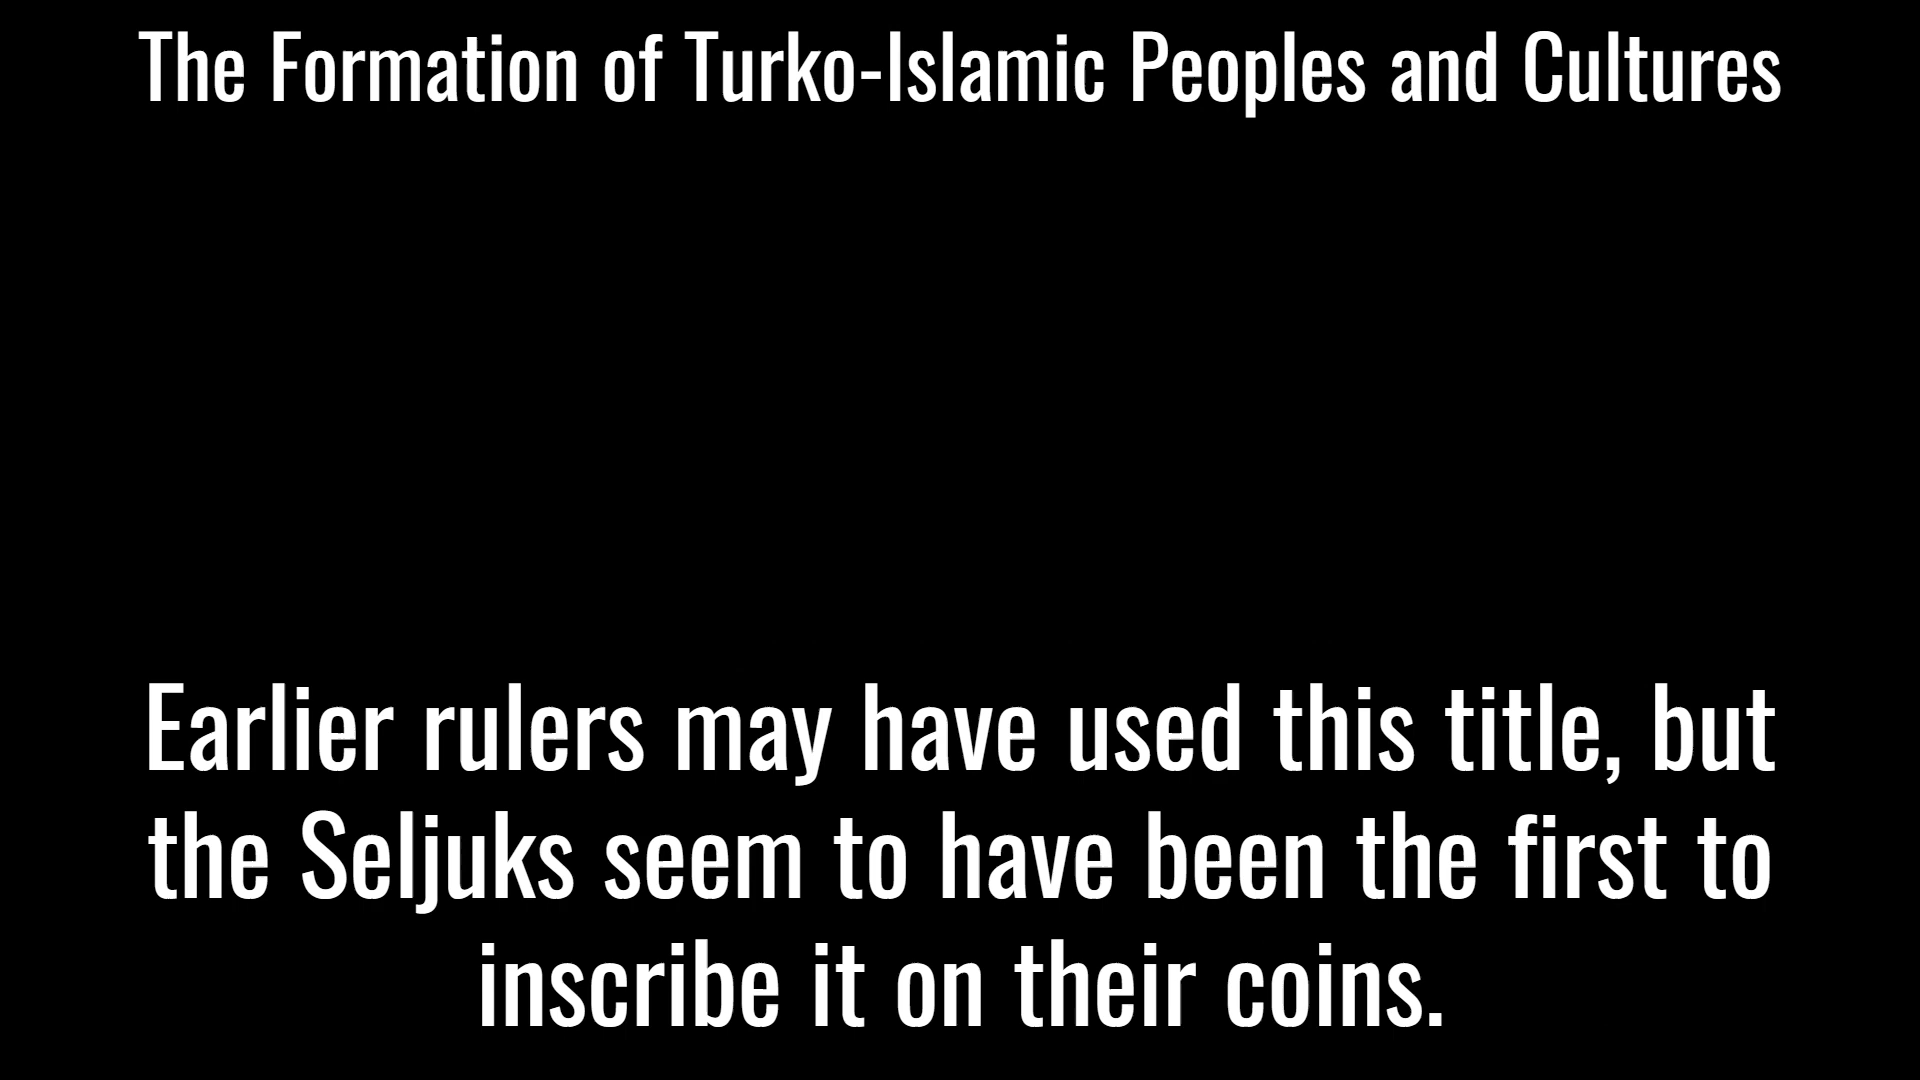 The Formation of Turko-Islamic Peoples and Cultures
Earlier rulers may have used this title, but
the Seljuks seem to have been the first to
inscribe it on their coins.